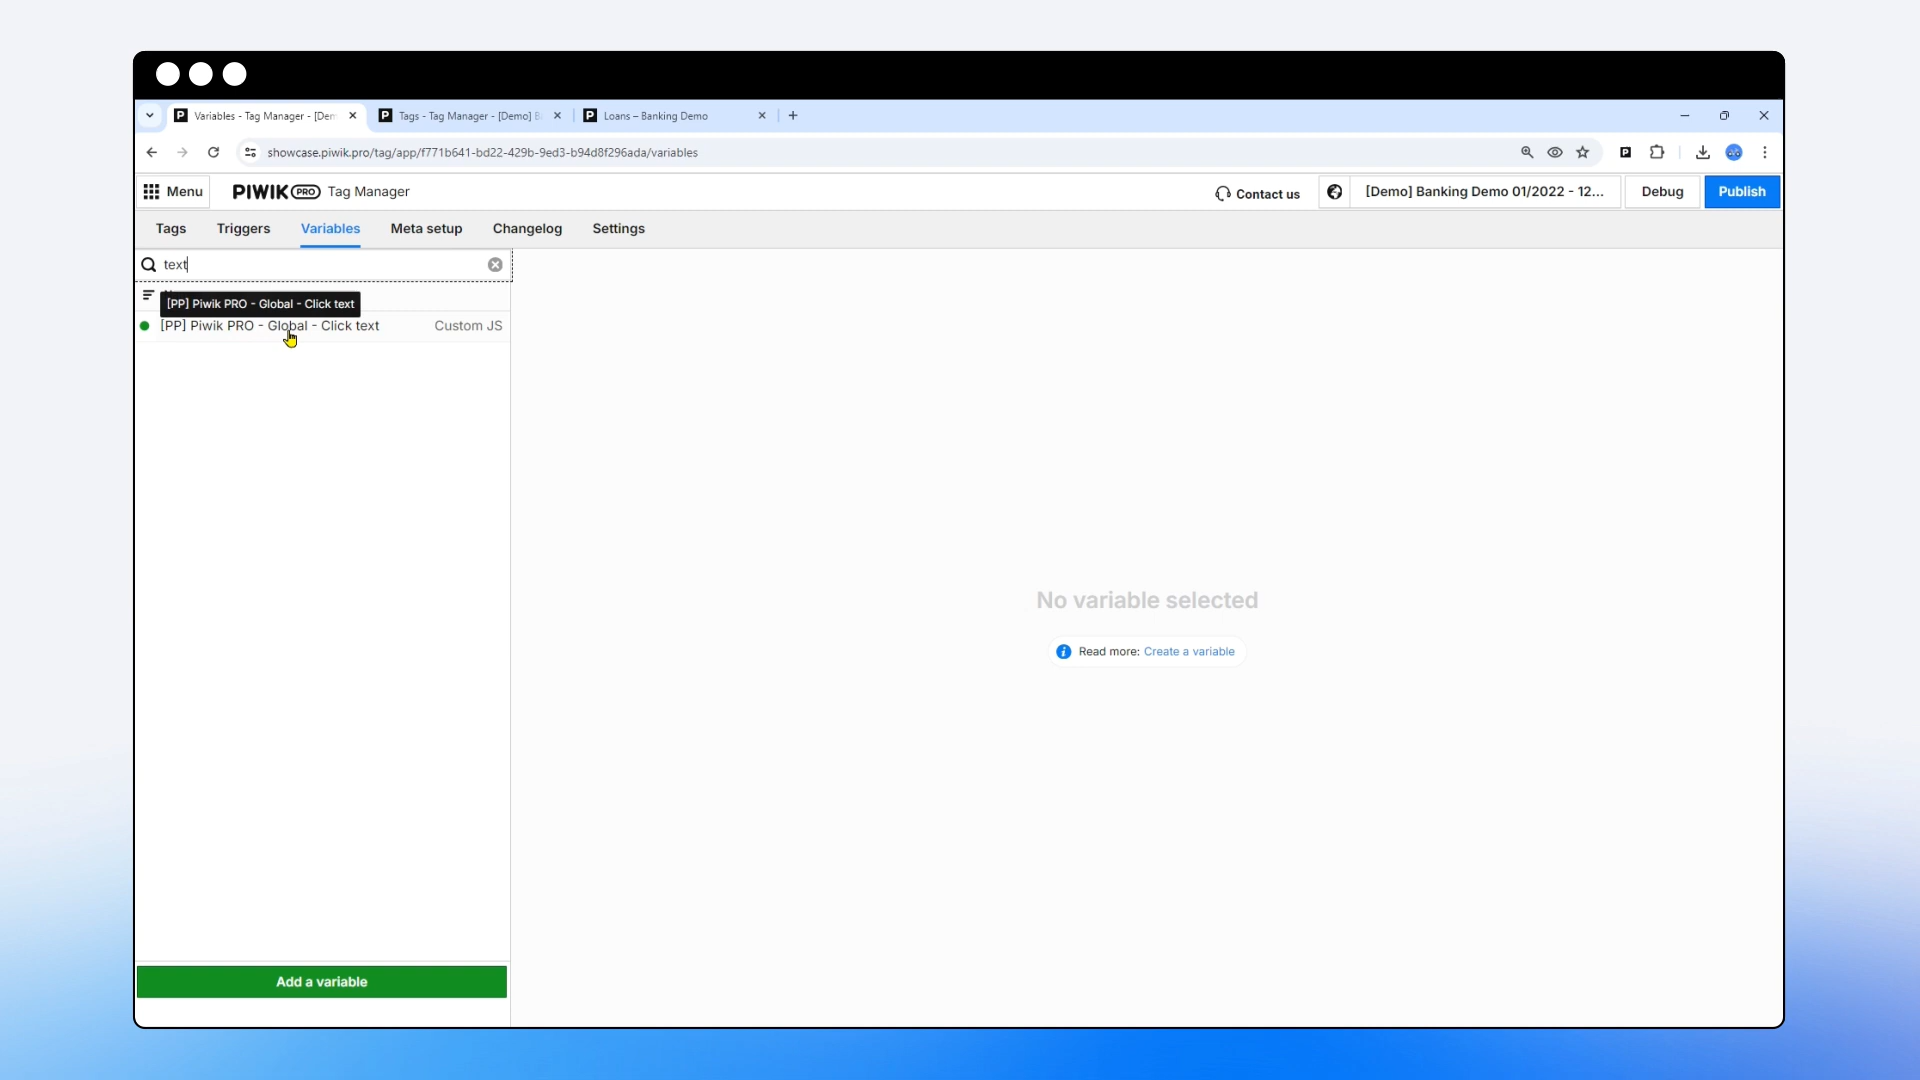 Variables - Tag Manager - [Dem
Tags - Tag Manager - [Demo] B
Loans – Banking Demo
showcase.piwik.pro/tag/app/f771b641-bd22-429b-9ed3-b94d8f296ada/variables
Menu
PIWIK PRO Tag Manager
Contact us
[Demo] Banking Demo 01/2022 - 12...
Debug
Publish
Tags
Triggers
Variables
Meta setup
Changelog
Settings
text
[PP] Piwik PRO - Global - Click text
[PP] Piwik PRO - Global - Click text
Custom JS
No variable selected
Read more: Create a variable
Add a variable